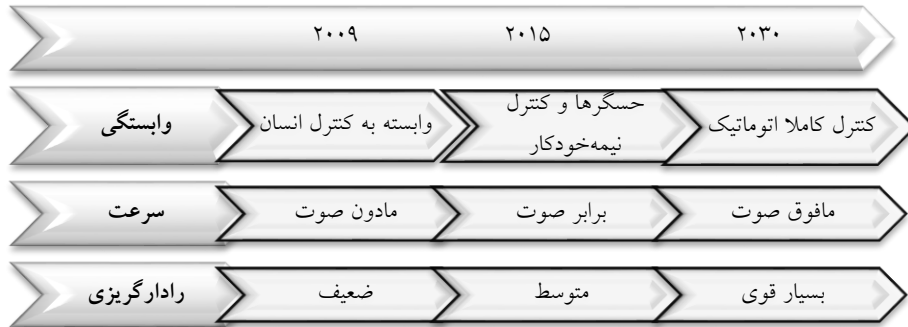 ۲۰۰۹ ۲۰۱۵ ۲۰۳۰
وابستگی
وابسته به کنترل انسان
حسگرها و کنترل
نیمه‌خودکار
کنترل کاملا اتوماتیک
سرعت
مادون صوت
برابر صوت
مافوق صوت
رادارگریزی
ضعیف
متوسط
بسیار قوی